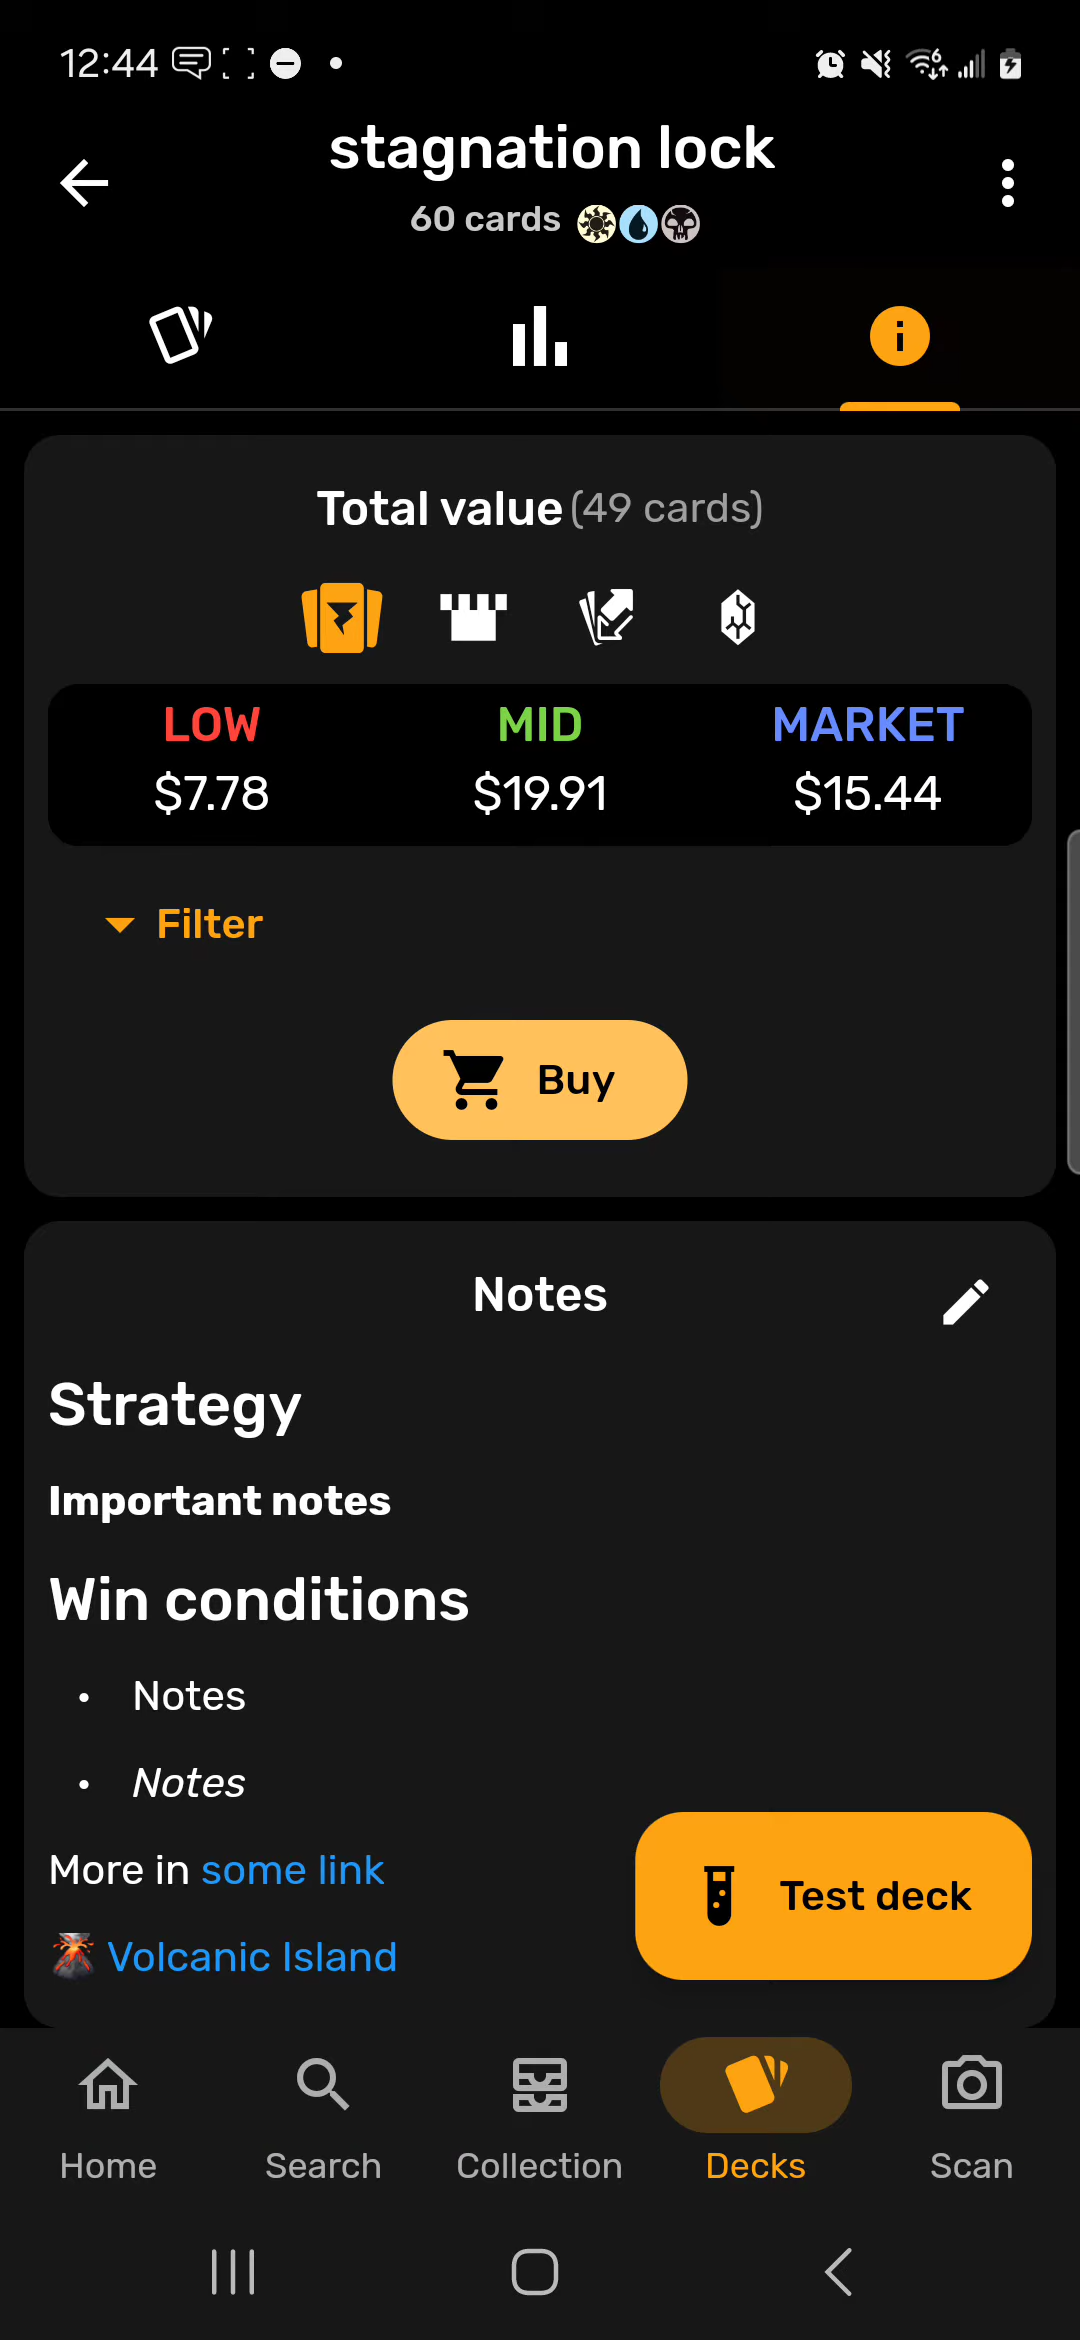 12:44
stagnation lock
60 cards
Total value (49 cards)
LOW MID MARKET
$7.78 $19.91 $15.44
Filter
Buy
Notes
Strategy
Important notes
Win conditions
• Notes
• Notes
More in some link
Test deck
🌋 Volcanic Island
Home Search Collection Decks Scan